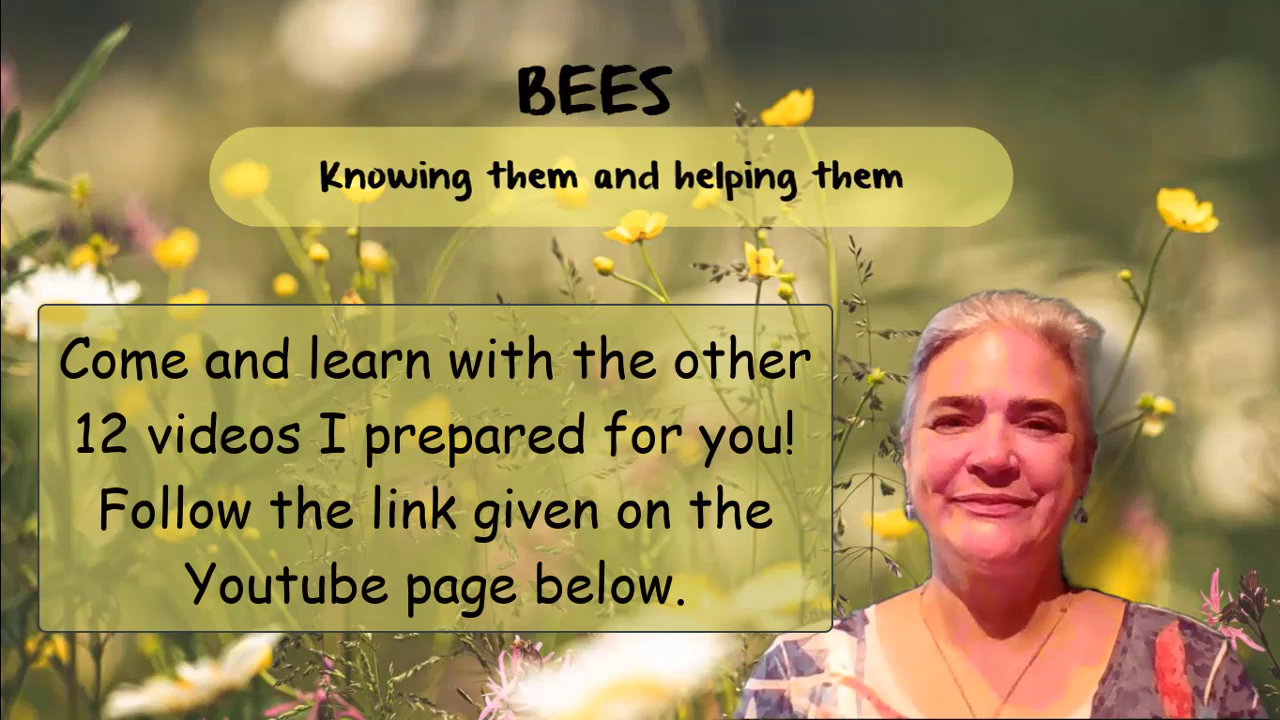 BEES
Knowing them and helping them
Come and learn with the other
12 videos I prepared for you!
Follow the link given on the
Youtube page below.